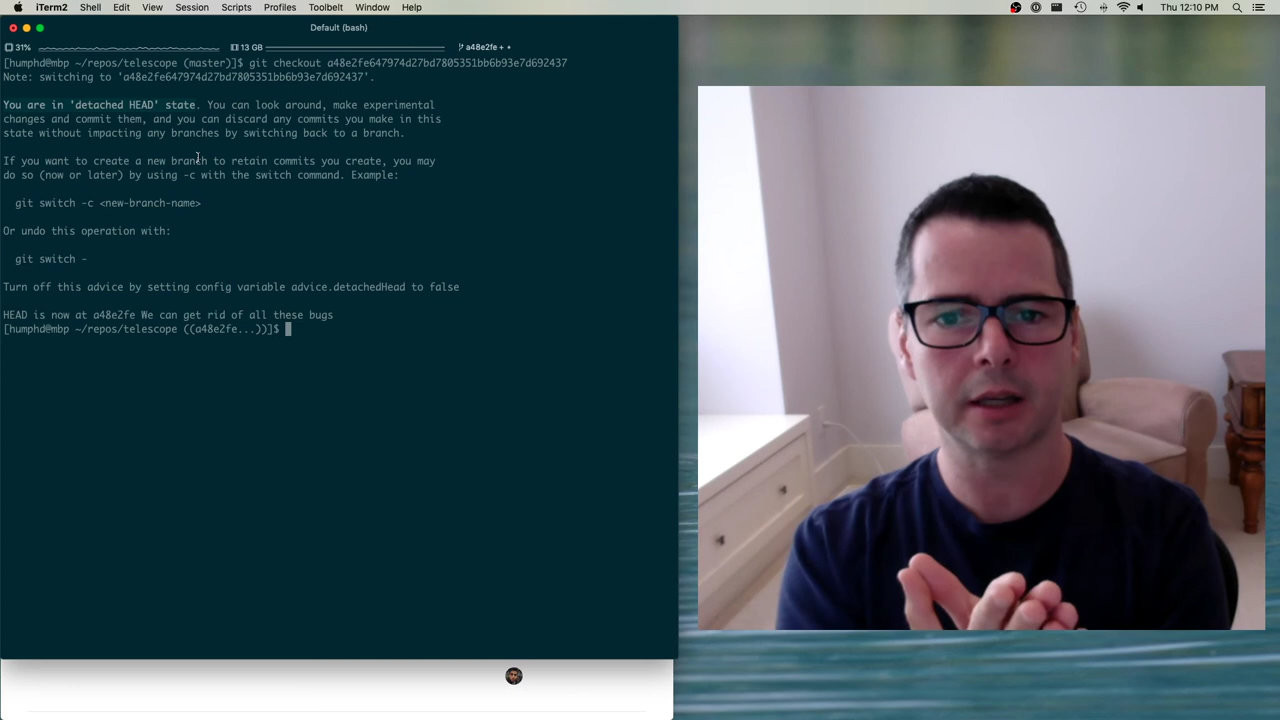 iTerm2 Shell Edit View Session Scripts Profiles Toolbelt Window Help Thu 12:10 PM
Default (bash)
31% 13 GB a48e2fe + •
[humphd@mbp ~/repos/telescope (master)]$ git checkout a48e2fe647974d27bd7805351bb6b93e7d692437
Note: switching to 'a48e2fe647974d27bd7805351bb6b93e7d692437'.
You are in 'detached HEAD' state. You can look around, make experimental
changes and commit them, and you can discard any commits you make in this
state without impacting any branches by switching back to a branch.
If you want to create a new branch to retain commits you create, you may
do so (now or later) by using -c with the switch command. Example:
git switch -c <new-branch-name>
Or undo this operation with:
git switch -
Turn off this advice by setting config variable advice.detachedHead to false
HEAD is now at a48e2fe We can get rid of all these bugs
[humphd@mbp ~/repos/telescope ((a48e2fe...))]$